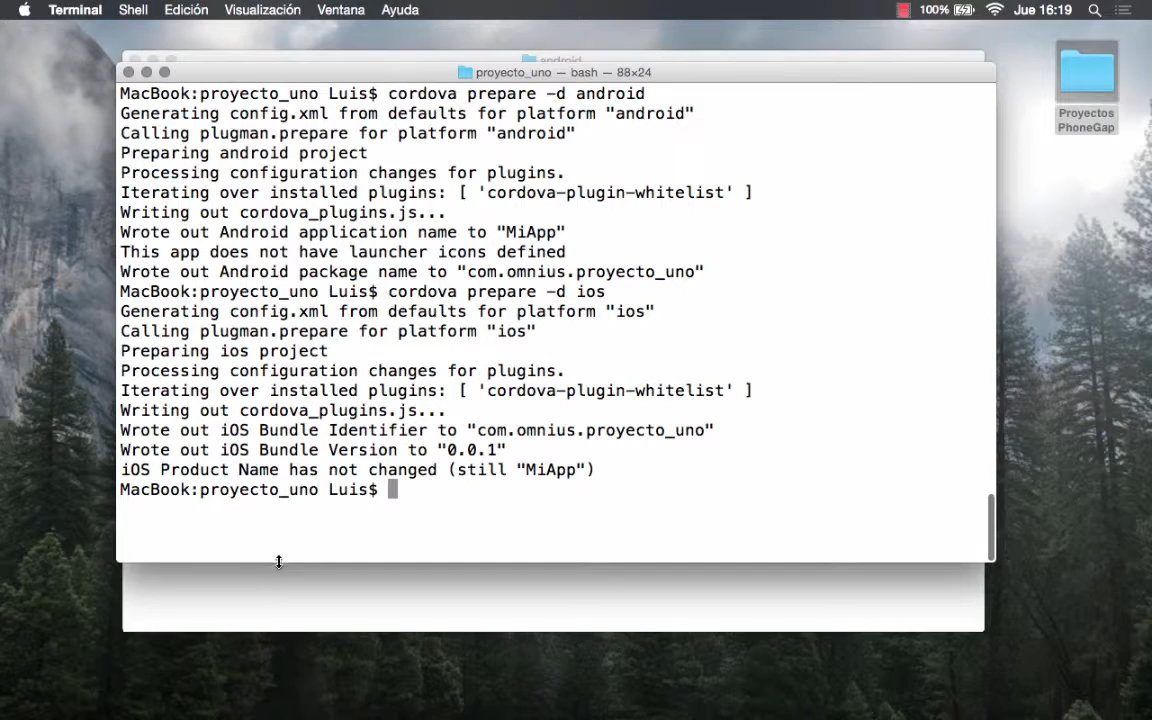 Terminal Shell Edición Visualización Ventana Ayuda 100% Jue 16:19
android
proyecto_uno — bash — 88×24
MacBook:proyecto_uno Luis$ cordova prepare -d android
Generating config.xml from defaults for platform "android"
Calling plugman.prepare for platform "android"
Preparing android project
Processing configuration changes for plugins.
Iterating over installed plugins: [ 'cordova-plugin-whitelist' ]
Writing out cordova_plugins.js...
Wrote out Android application name to "MiApp"
This app does not have launcher icons defined
Wrote out Android package name to "com.omnius.proyecto_uno"
MacBook:proyecto_uno Luis$ cordova prepare -d ios
Generating config.xml from defaults for platform "ios"
Calling plugman.prepare for platform "ios"
Preparing ios project
Processing configuration changes for plugins.
Iterating over installed plugins: [ 'cordova-plugin-whitelist' ]
Writing out cordova_plugins.js...
Wrote out iOS Bundle Identifier to "com.omnius.proyecto_uno"
Wrote out iOS Bundle Version to "0.0.1"
iOS Product Name has not changed (still "MiApp")
MacBook:proyecto_uno Luis$
Proyectos
PhoneGap